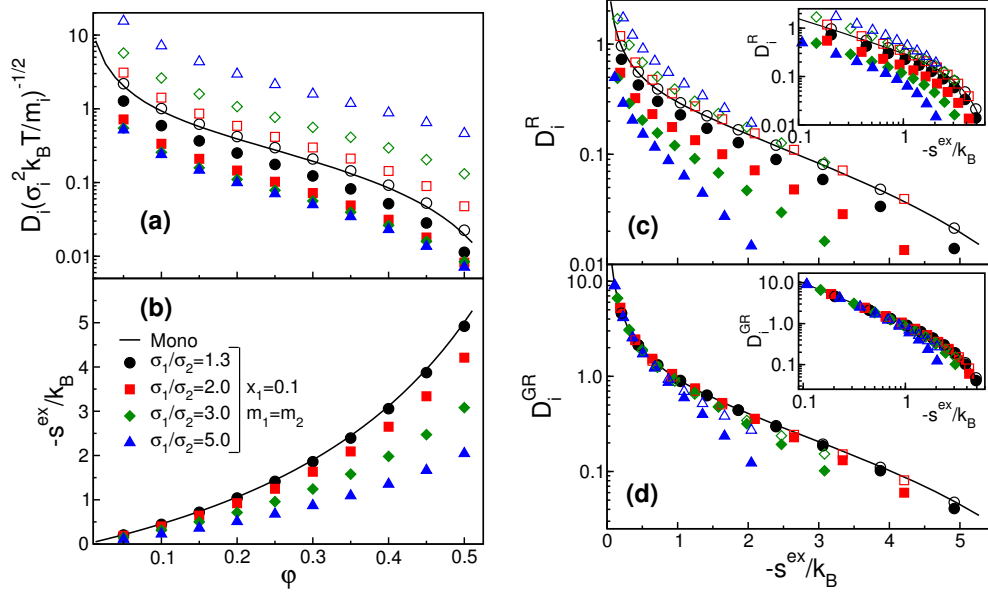 10
1
0.1
0.01
D_i(σ_i^2k_BT/m_i)^{-1/2}
(a)
5
4
3
2
1
0
-s^{ex}/k_B
(b)
Mono
σ_1/σ_2=1.3
σ_1/σ_2=2.0
σ_1/σ_2=3.0
σ_1/σ_2=5.0
x_1=0.1
m_1=m_2
0.1 0.2 0.3 0.4 0.5
φ
1
0.1
0.01
D_i^R
(c)
1
0.1
0.01
D_i^R
0.1 1
-s^{ex}/k_B
10.0
1.0
0.1
D_i^{GR}
(d)
10.0
1.0
0.1
D_i^{GR}
0.1 1
-s^{ex}/k_B
0 1 2 3 4 5
-s^{ex}/k_B